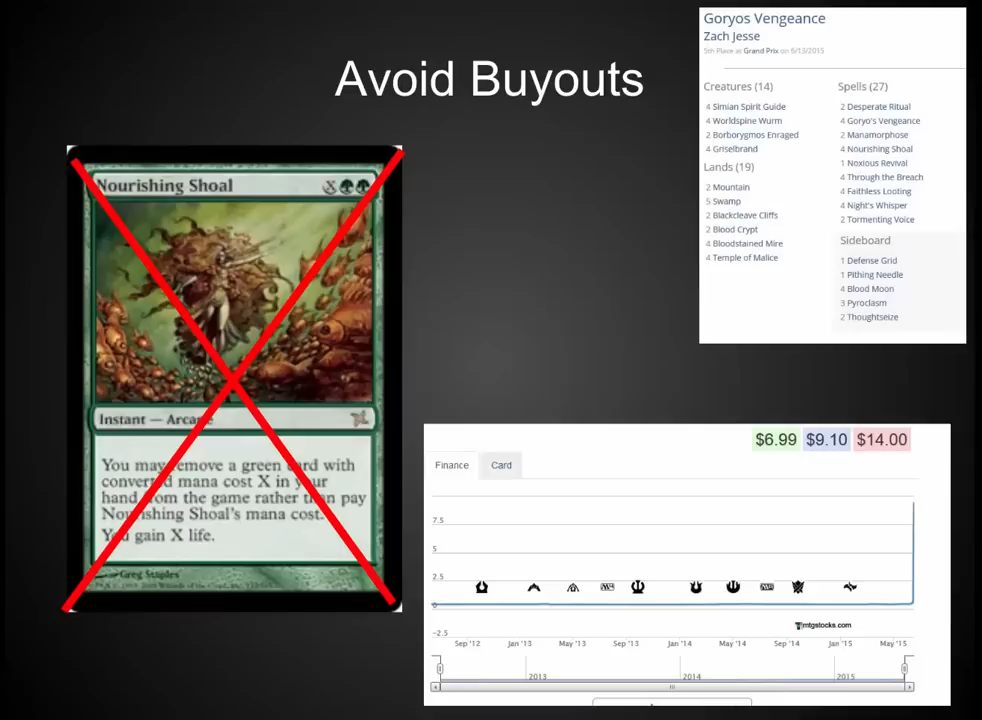 Avoid Buyouts
Nourishing Shoal
Instant — Arcane
You may remove a green card with
converted mana cost X in your
hand from the game rather than pay
Nourishing Shoal's mana cost.
You gain X life.
Greg Staples
Goryos Vengeance
Zach Jesse
5th Place at Grand Prix on 6/13/2015
Creatures (14)
4 Simian Spirit Guide
4 Worldspine Wurm
2 Borborygmos Enraged
4 Griselbrand
Lands (19)
2 Mountain
5 Swamp
2 Blackcleave Cliffs
2 Blood Crypt
4 Bloodstained Mire
4 Temple of Malice
Spells (27)
2 Desperate Ritual
4 Goryo's Vengeance
2 Manamorphose
4 Nourishing Shoal
1 Noxious Revival
4 Through the Breach
4 Faithless Looting
4 Night's Whisper
2 Tormenting Voice
Sideboard
1 Defense Grid
1 Pithing Needle
4 Blood Moon
3 Pyroclasm
2 Thoughtseize
$6.99 $9.10 $14.00
Finance Card
7.5
5
2.5
0
-2.5
mtgstocks.com
Sep '12 Jan '13 May '13 Sep '13 Jan '14 May '14 Sep '14 Jan '15 May '15
2013 2014 2015